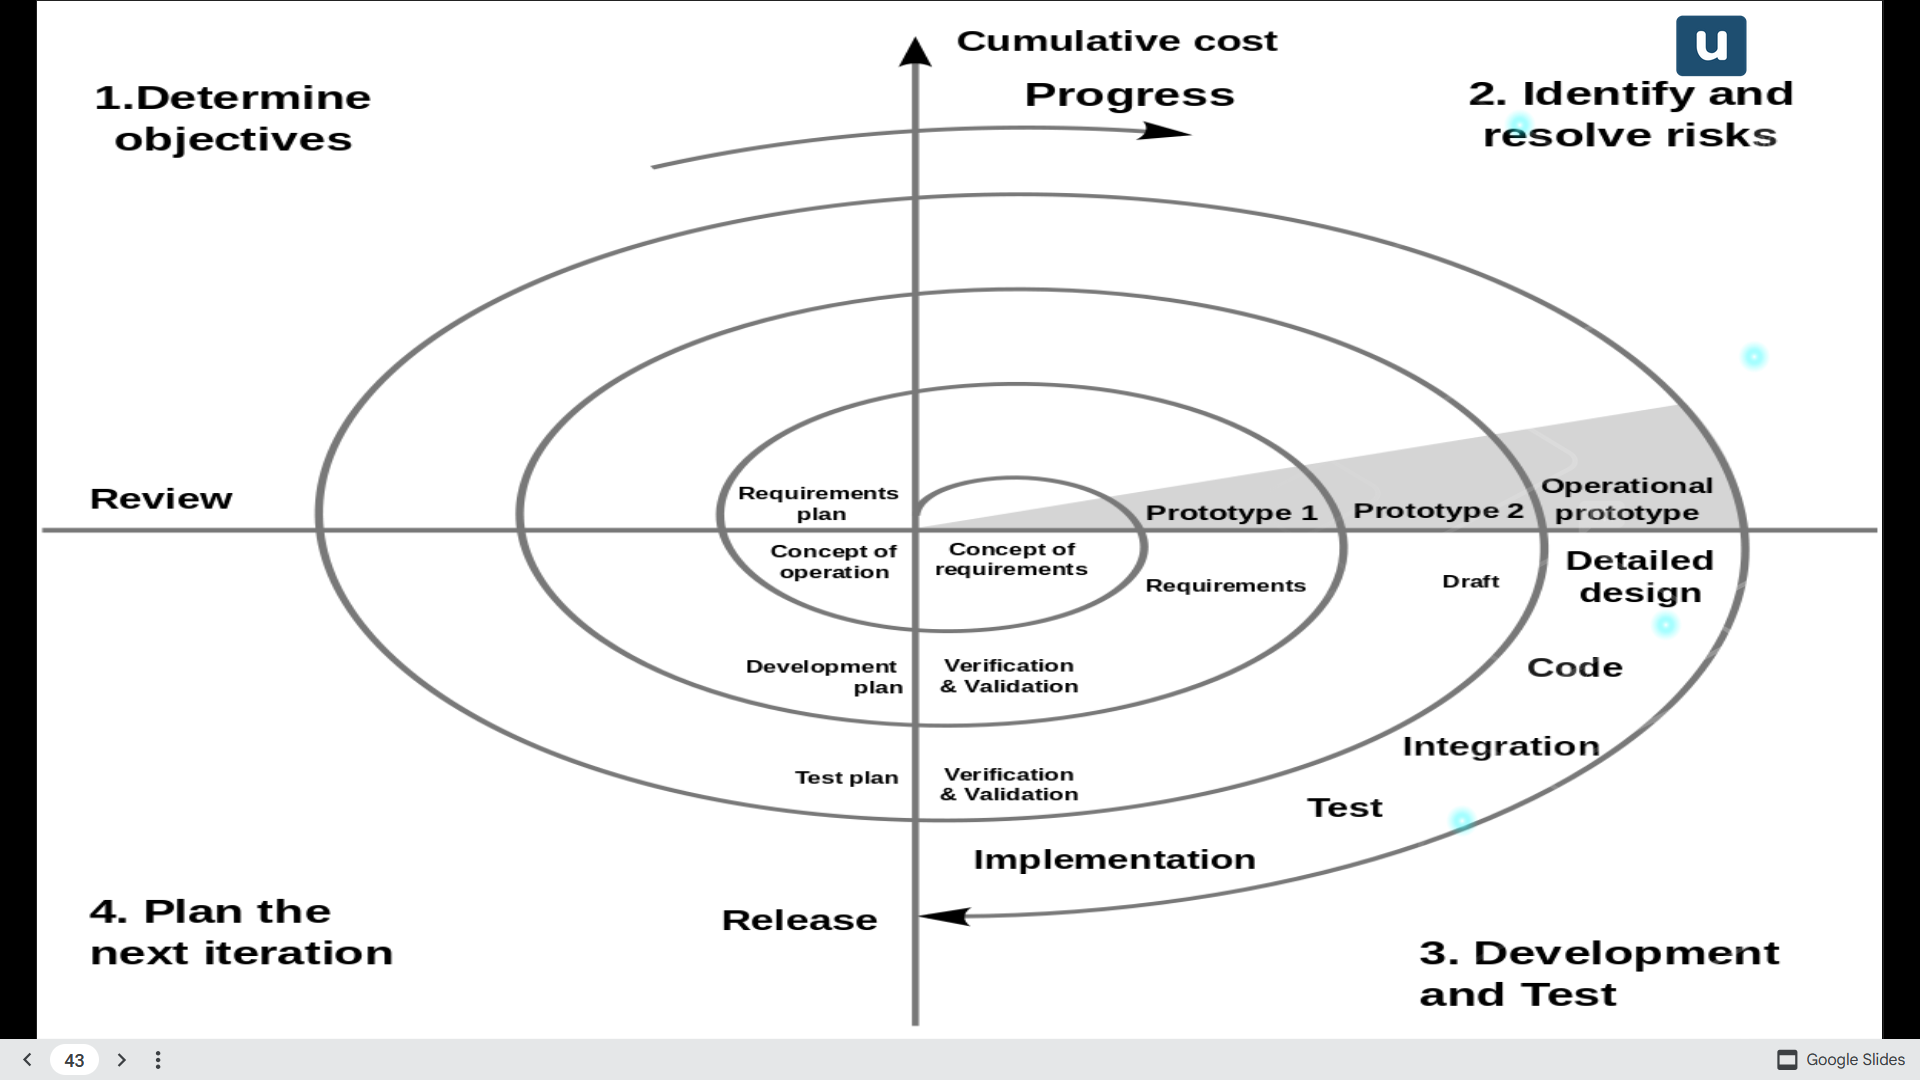 Cumulative cost
Progress
u
1.Determine
objectives
2. Identify and
resolve risks
Review
Requirements
plan
Prototype 1
Prototype 2
Operational
prototype
Concept of
operation
Concept of
requirements
Requirements
Draft
Detailed
design
Code
Development
plan
Verification
& Validation
Integration
Test plan
Verification
& Validation
Test
Implementation
Release
4. Plan the
next iteration
3. Development
and Test
43
Google Slides